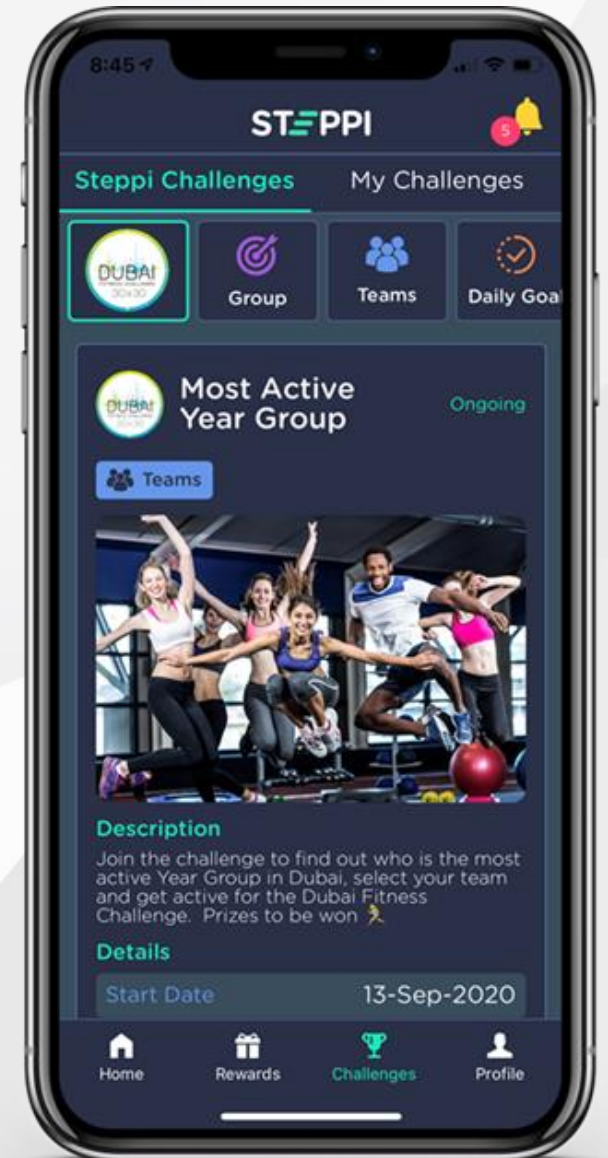 8:45
STEPPI
5
Steppi Challenges My Challenges
DUBAI
30x30
Group
Teams
Daily Goal
DUBAI
30x30
Most Active
Year Group
Ongoing
Teams
Description
Join the challenge to find out who is the most
active Year Group in Dubai, select your team
and get active for the Dubai Fitness
Challenge. Prizes to be won 🏃
Details
Start Date 13-Sep-2020
Home Rewards Challenges Profile